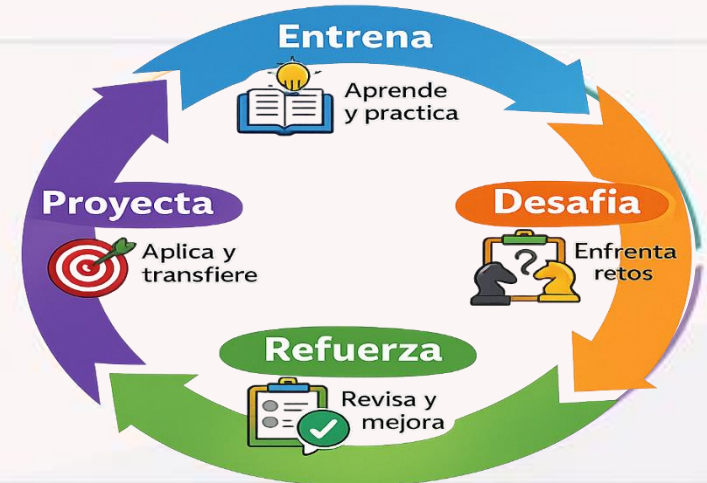 Entrena
Aprende
y practica
Desafia
Enfrenta
retos
Refuerza
Revisa y
mejora
Proyecta
Aplica y
transfiere